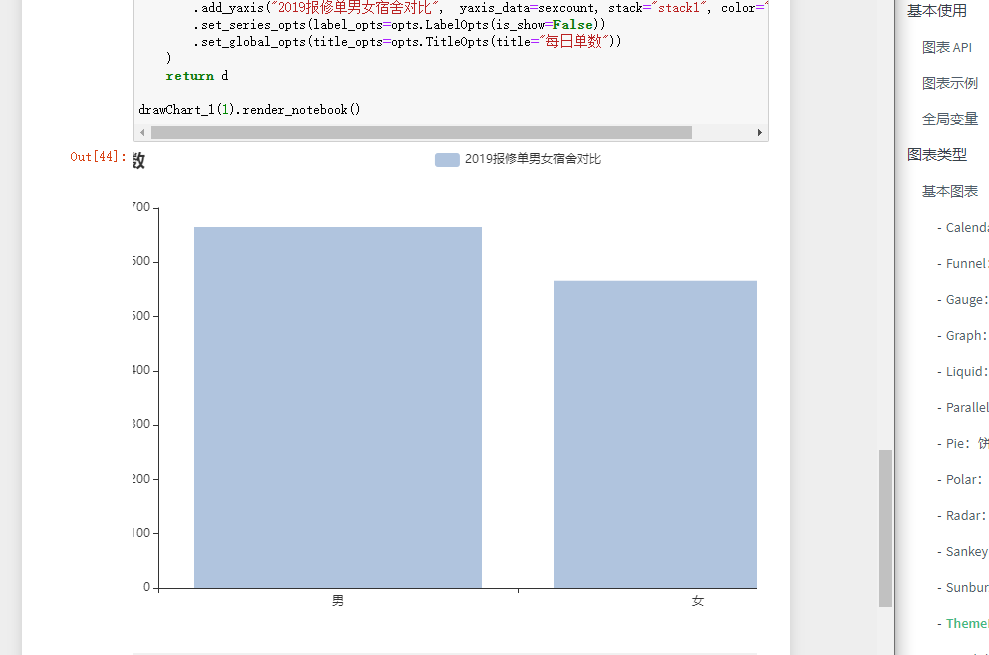 .add_yaxis("2019报修单男女宿舍对比", yaxis_data=sexcount, stack="stack1", color="
.set_series_opts(label_opts=opts.LabelOpts(is_show=False))
.set_global_opts(title_opts=opts.TitleOpts(title="每日单数"))
)
return d
drawChart_1(1).render_notebook()
Out[44]:
数
2019报修单男女宿舍对比
700
600
500
400
300
200
100
0
男
女
基本使用
图表 API
图表示例
全局变量
图表类型
基本图表
- Calenda
- Funnel:
- Gauge:
- Graph:
- Liquid:
- Parallel
- Pie: 饼
- Polar:
- Radar:
- Sankey
- Sunbur
- Theme